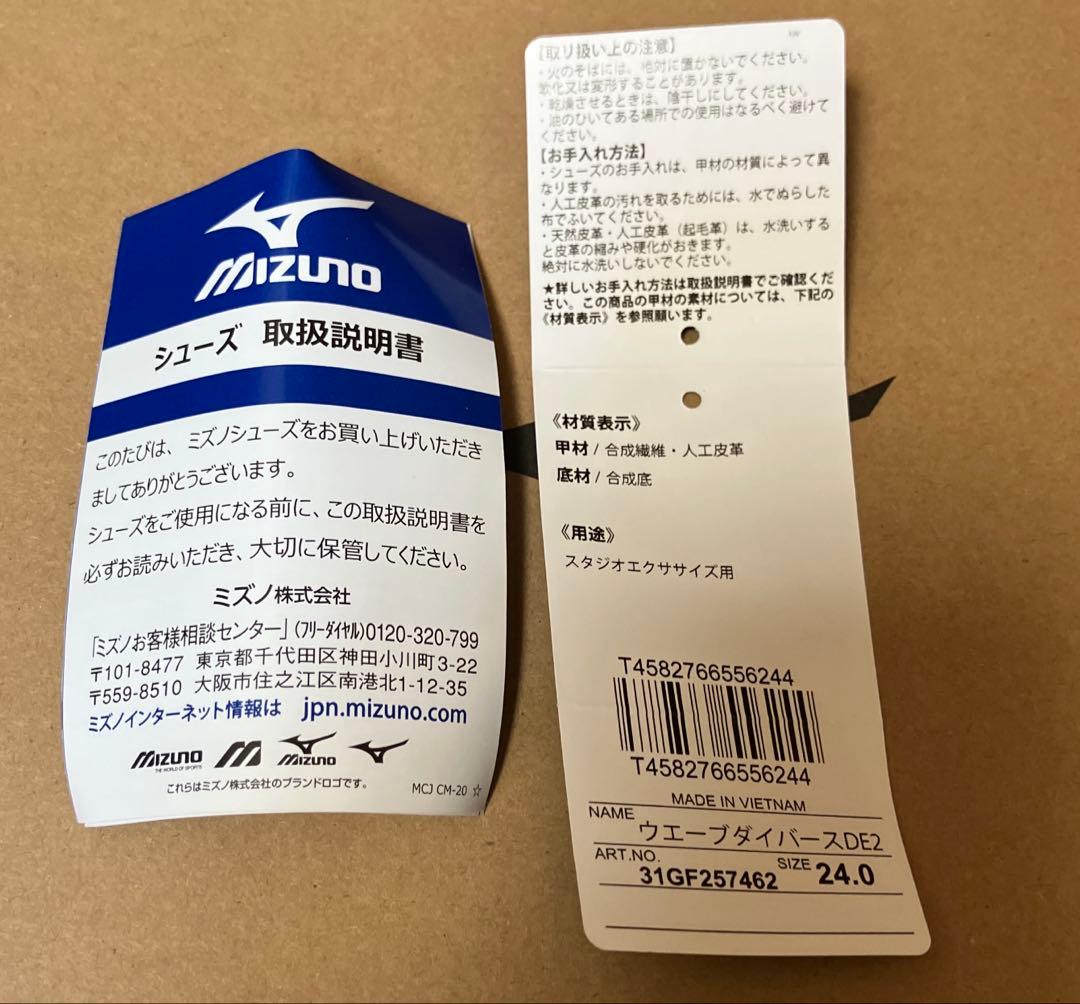 MIZUNO
シューズ 取扱説明書
このたびは、ミズノシューズをお買い上げいただき
ましてありがとうございます。
シューズをご使用になる前に、この取扱説明書を
必ずお読みいただき、大切に保管してください。
ミズノ株式会社
「ミズノお客様相談センター」(フリーダイヤル)0120-320-799
〒101-8477 東京都千代田区神田小川町3-22
〒559-8510 大阪市住之江区南港北1-12-35
ミズノインターネット情報は jpn.mizuno.com
MIZUNO
THE WORLD OF SPORTS
MIZUNO
これらはミズノ株式会社のブランドロゴです。
MCJ CM-20 ☆
【取り扱い上の注意】
・火のそばには、絶対に置かないでください。
軟化又は変形することがあります。
・乾燥させるときは、陰干しにしてください。
・油のひいてある場所での使用はなるべく避けて
ください。
【お手入れ方法】
・シューズのお手入れは、甲材の材質によって異
なります。
・人工皮革の汚れを取るためには、水でぬらした
布でふいてください。
・天然皮革・人工皮革（起毛革）は、水洗いする
と皮革の縮みや硬化がおきます。
絶対に水洗いしないでください。
★詳しいお手入れ方法は取扱説明書でご確認くだ
さい。この商品の甲材の素材については、下記の
《材質表示》を参照願います。
《材質表示》
甲材 / 合成繊維・人工皮革
底材 / 合成底
《用途》
スタジオエクササイズ用
T4582766556244
T4582766556244
MADE IN VIETNAM
NAME ウエーブダイバースDE2
ART.NO. 31GF257462 SIZE 24.0